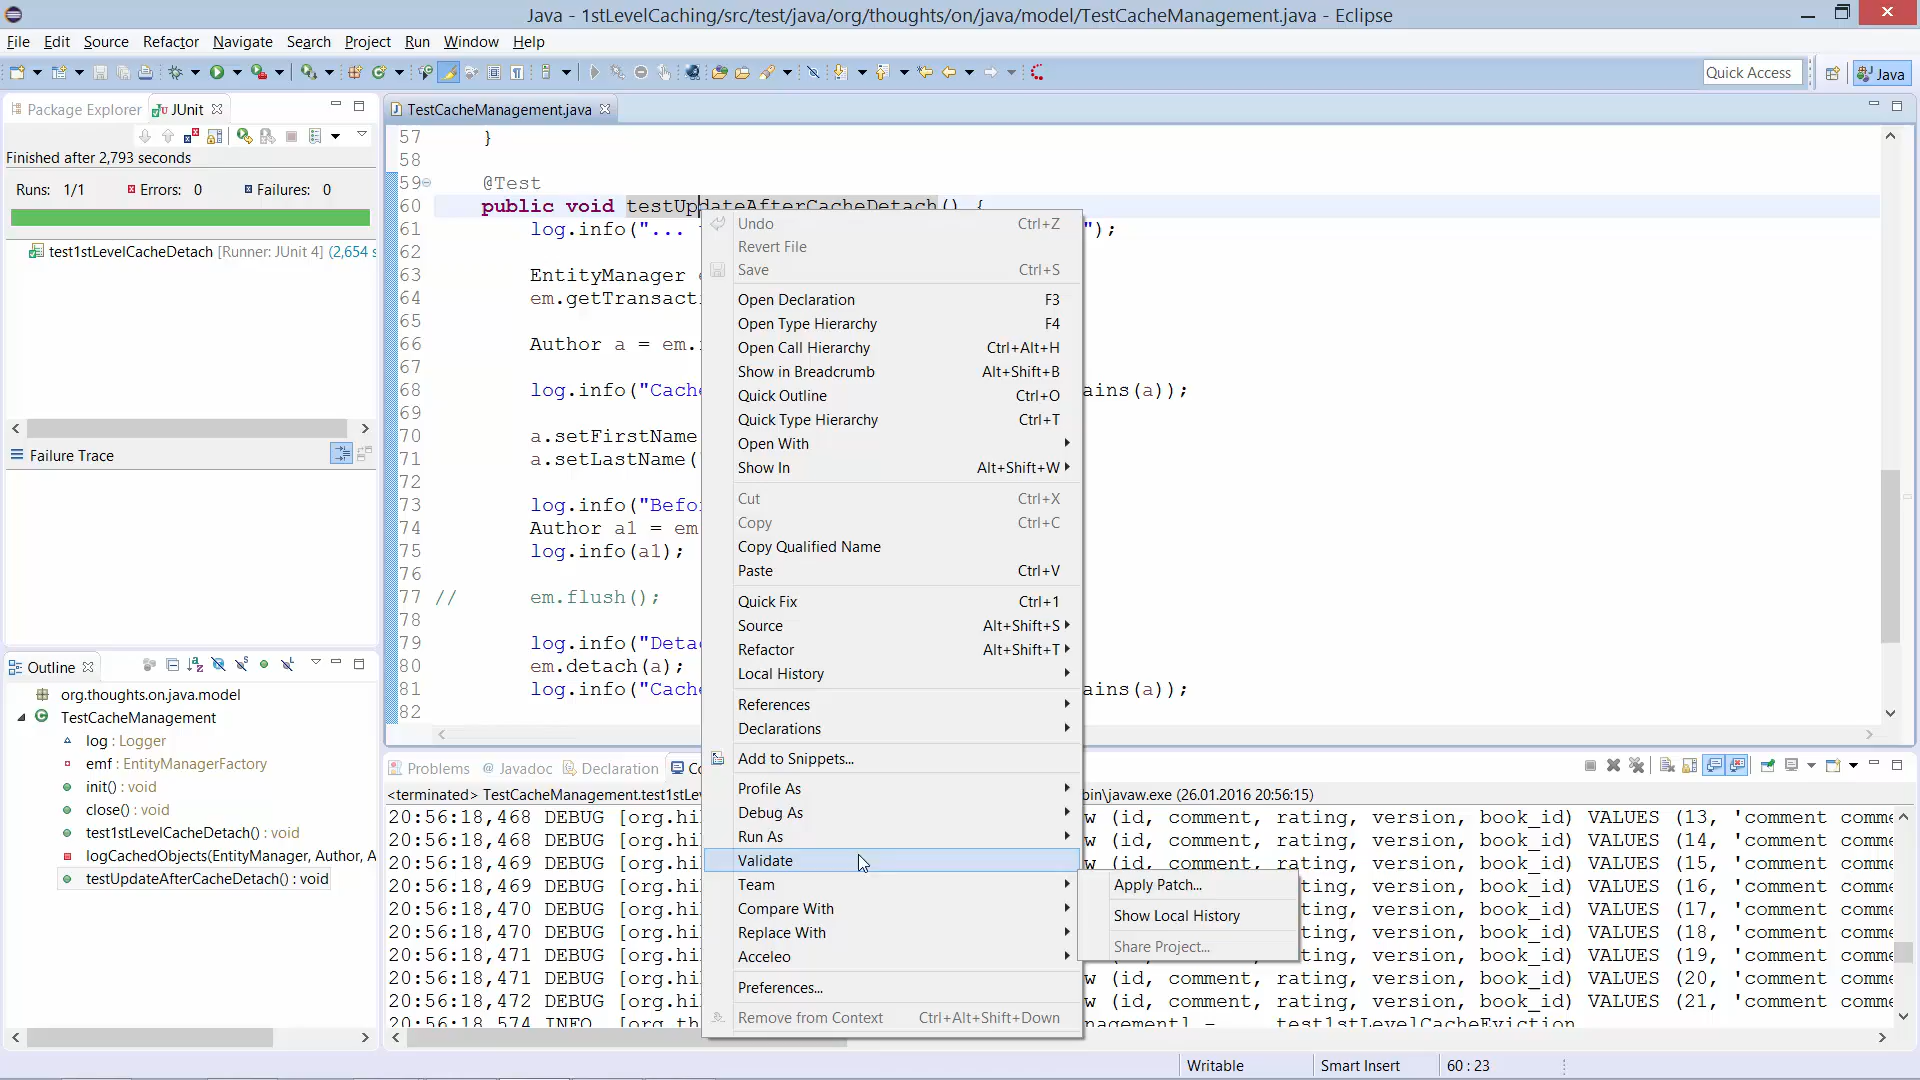 Java - 1stLevelCaching/src/test/java/org/thoughts/on/java/model/TestCacheManagement.java - Eclipse
File Edit Source Refactor Navigate Search Project Run Window Help
Quick Access
Java
Package Explorer
JUnit
TestCacheManagement.java
Finished after 2,793 seconds
Runs: 1/1 Errors: 0 Failures: 0
test1stLevelCacheDetach [Runner: JUnit 4] (2,654 s
Failure Trace
57 }
58
59 @Test
60 public void testUpdateAfterCacheDetach() {
61 log.info("... ");
62
63 EntityManager
64 em.getTransacti
65
66 Author a = em.
67
68 log.info("Cache ains(a));
69
70 a.setFirstName
71 a.setLastName(
72
73 log.info("Befo
74 Author a1 = em
75 log.info(a1);
76
77 // em.flush();
78
79 log.info("Deta
80 em.detach(a);
81 log.info("Cach ains(a));
82
Undo Ctrl+Z
Revert File
Save Ctrl+S
Open Declaration F3
Open Type Hierarchy F4
Open Call Hierarchy Ctrl+Alt+H
Show in Breadcrumb Alt+Shift+B
Quick Outline Ctrl+O
Quick Type Hierarchy Ctrl+T
Open With
Show In Alt+Shift+W
Cut Ctrl+X
Copy Ctrl+C
Copy Qualified Name
Paste Ctrl+V
Quick Fix Ctrl+1
Source Alt+Shift+S
Refactor Alt+Shift+T
Local History
References
Declarations
Add to Snippets...
Profile As
Debug As
Run As
Validate
Team
Compare With
Replace With
Acceleo
Preferences...
Remove from Context Ctrl+Alt+Shift+Down
Apply Patch...
Show Local History
Share Project...
Outline
org.thoughts.on.java.model
TestCacheManagement
log : Logger
emf : EntityManagerFactory
init() : void
close() : void
test1stLevelCacheDetach() : void
logCachedObjects(EntityManager, Author, A
testUpdateAfterCacheDetach() : void
Problems Javadoc Declaration Co
<terminated> TestCacheManagement.test1stLev bin\javaw.exe (26.01.2016 20:56:15)
20:56:18,468 DEBUG [org.hi w (id, comment, rating, version, book_id) VALUES (13, 'comment comme
20:56:18,468 DEBUG [org.hi w (id, comment, rating, version, book_id) VALUES (14, 'comment comme
20:56:18,469 DEBUG [org.hi w (id, comment, rating, version, book_id) VALUES (15, 'comment comme
20:56:18,469 DEBUG [org.hi ting, version, book_id) VALUES (16, 'comment comme
20:56:18,470 DEBUG [org.hi ting, version, book_id) VALUES (17, 'comment comme
20:56:18,470 DEBUG [org.hi ting, version, book_id) VALUES (18, 'comment comme
20:56:18,471 DEBUG [org.hi ting, version, book_id) VALUES (19, 'comment comme
20:56:18,471 DEBUG [org.hi w (id, comment, rating, version, book_id) VALUES (20, 'comment comme
20:56:18,472 DEBUG [org.hi w (id, comment, rating, version, book_id) VALUES (21, 'comment comme
20:56:18,574 INFO [org.th nagement] - test1stLevelCacheEviction
Writable Smart Insert 60 : 23